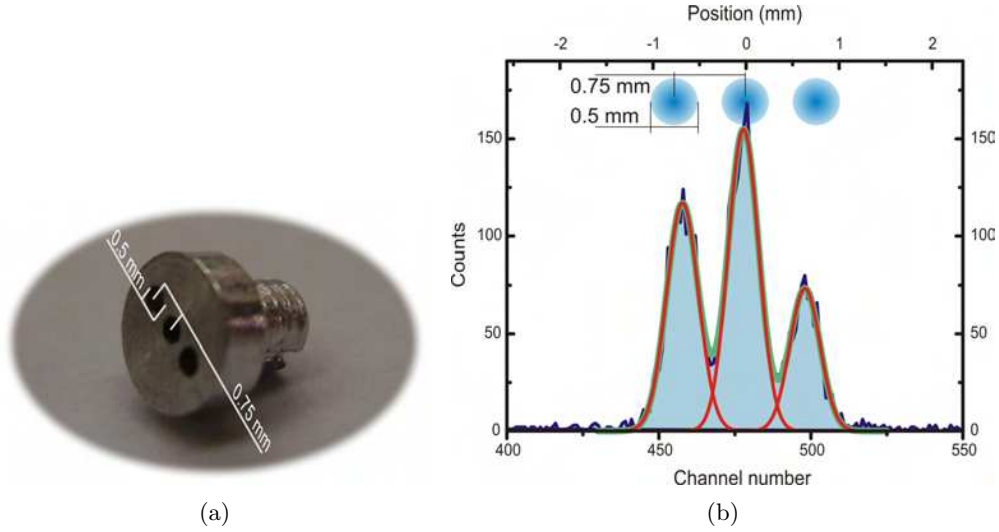 0.5 mm
0.75 mm
(a)
Position (mm)
-2 -1 0 1 2
0.75 mm
0.5 mm
150 150
100 100
50 50
0 0
Counts
400 450 500 550
Channel number
(b)